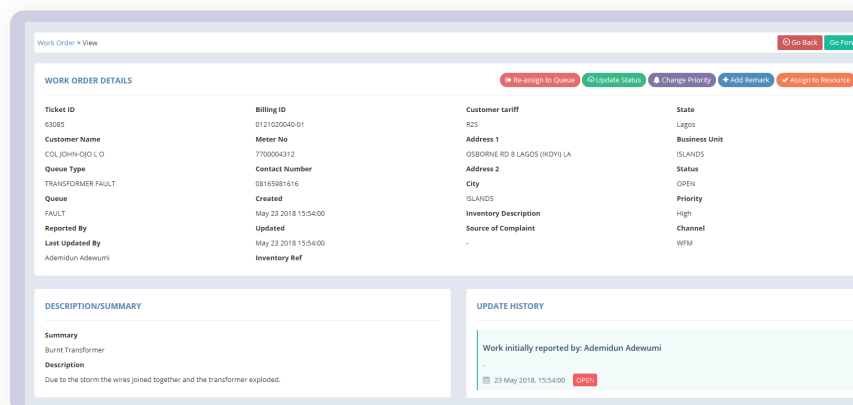 Work Order > View
Go Back
Go For
WORK ORDER DETAILS
Re-assign to Queue
Update Status
Change Priority
Add Remark
Assign to Resource
Ticket ID Billing ID Customer tariff State
63085 0121020040-01 R2S Lagos
Customer Name Meter No Address 1 Business Unit
COL JOHN-OJO L O 7700004312 OSBORNE RD 8 LAGOS (IKOYI) LA ISLANDS
Queue Type Contact Number Address 2 Status
TRANSFORMER FAULT 08165981616 OPEN
City
Queue Created ISLANDS Priority
FAULT May 23 2018 15:54:00 High
Inventory Description
Reported By Updated Source of Complaint Channel
Last Updated By May 23 2018 15:54:00 - WFM
Ademidun Adewumi Inventory Ref
DESCRIPTION/SUMMARY
Summary
Burnt Transformer
Description
Due to the storm the wires joined together and the transformer exploded.
UPDATE HISTORY
Work initially reported by: Ademidun Adewumi
-
23 May 2018, 15:54:00 OPEN